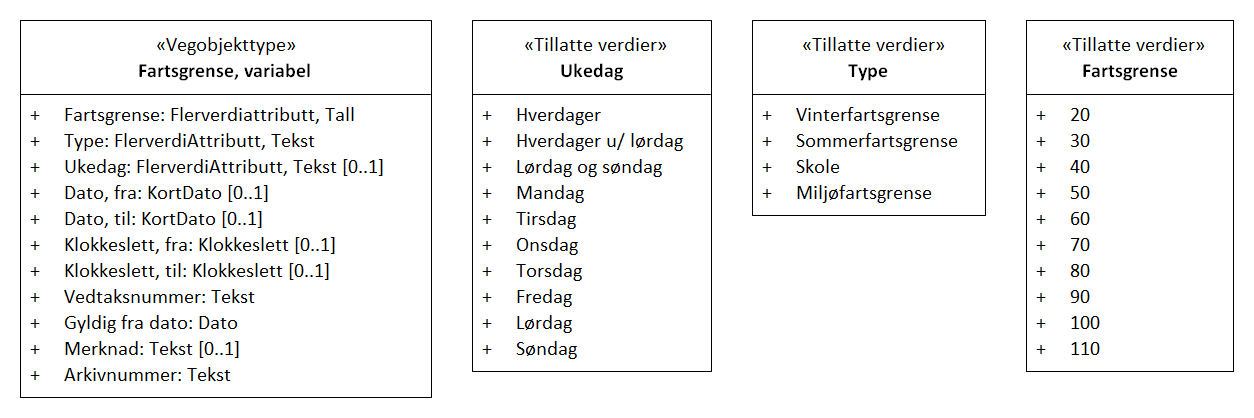 «Vegobjekttype»
Fartsgrense, variabel
+ Fartsgrense: Flerverdiattributt, Tall
+ Type: FlerverdiAttributt, Tekst
+ Ukedag: FlerverdiAttributt, Tekst [0..1]
+ Dato, fra: KortDato [0..1]
+ Dato, til: KortDato [0..1]
+ Klokkeslett, fra: Klokkeslett [0..1]
+ Klokkeslett, til: Klokkeslett [0..1]
+ Vedtaksnummer: Tekst
+ Gyldig fra dato: Dato
+ Merknad: Tekst [0..1]
+ Arkivnummer: Tekst
«Tillatte verdier»
Ukedag
+ Hverdager
+ Hverdager u/ lørdag
+ Lørdag og søndag
+ Mandag
+ Tirsdag
+ Onsdag
+ Torsdag
+ Fredag
+ Lørdag
+ Søndag
«Tillatte verdier»
Type
+ Vinterfartsgrense
+ Sommerfartsgrense
+ Skole
+ Miljøfartsgrense
«Tillatte verdier»
Fartsgrense
+ 20
+ 30
+ 40
+ 50
+ 60
+ 70
+ 80
+ 90
+ 100
+ 110